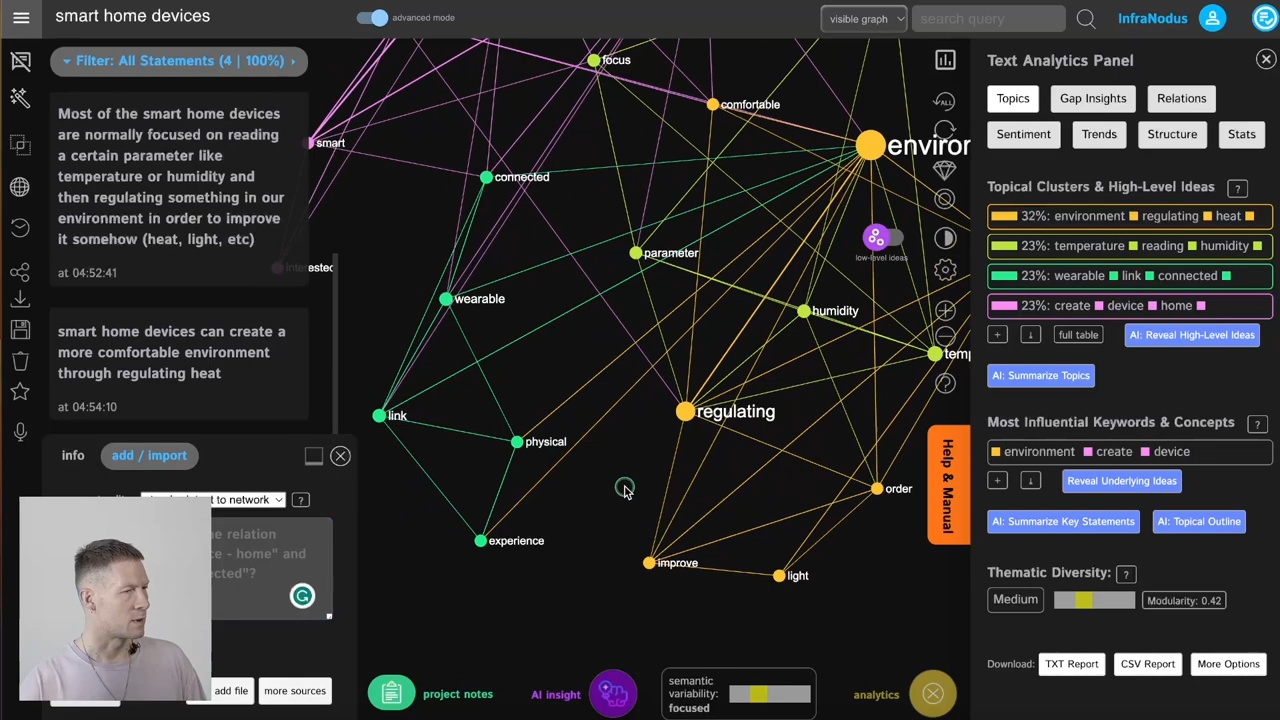 smart home devices
advanced mode
visible graph
search query
InfraNodus
Filter: All Statements (4 | 100%)
Most of the smart home devices
are normally focused on reading
a certain parameter like
temperature or humidity and
then regulating something in our
environment in order to improve
it somehow (heat, light, etc)
at 04:52:41
smart home devices can create a
more comfortable environment
through regulating heat
at 04:54:10
info
add / import
to network
?
relation
home" and
add file
more sources
focus
comfortable
smart
connected
interested
parameter
wearable
humidity
link
regulating
physical
order
experience
improve
light
low-level ideas
ALL
?
Help & Manual
project notes
AI insight
semantic
variability:
focused
analytics
Text Analytics Panel
Topics
Gap Insights
Relations
Sentiment
Trends
Structure
Stats
Topical Clusters & High-Level Ideas
?
32%: environment regulating heat
23%: temperature reading humidity
23%: wearable link connected
23%: create device home
+
↓
full table
AI: Reveal High-Level Ideas
AI: Summarize Topics
Most Influential Keywords & Concepts
?
environment create device
+
↓
Reveal Underlying Ideas
AI: Summarize Key Statements
AI: Topical Outline
Thematic Diversity:
?
Medium
Modularity: 0.42
Download:
TXT Report
CSV Report
More Options